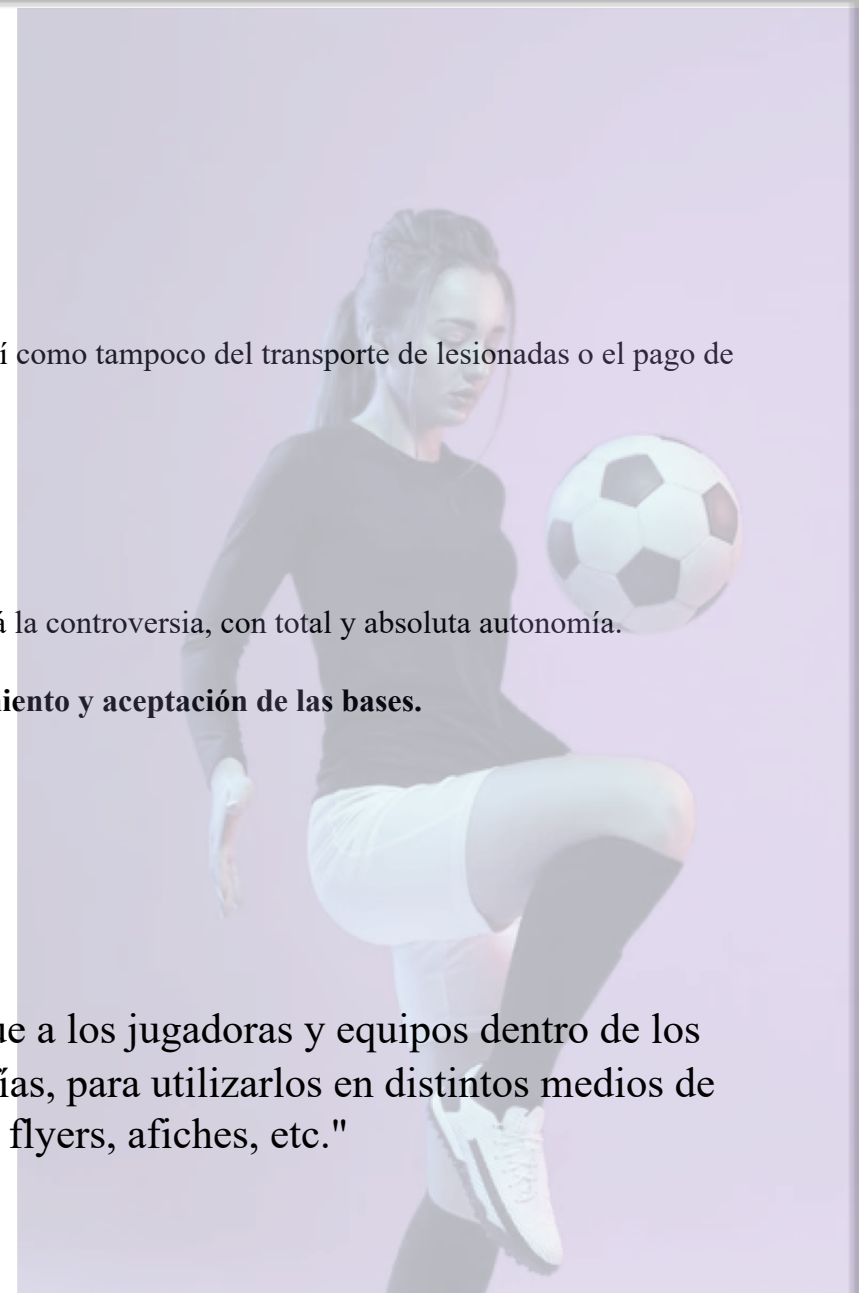 í como tampoco del transporte de lesionadas o el pago de
á la controversia, con total y absoluta autonomía.
iento y aceptación de las bases.
ue a los jugadoras y equipos dentro de los
ías, para utilizarlos en distintos medios de
flyers, afiches, etc."